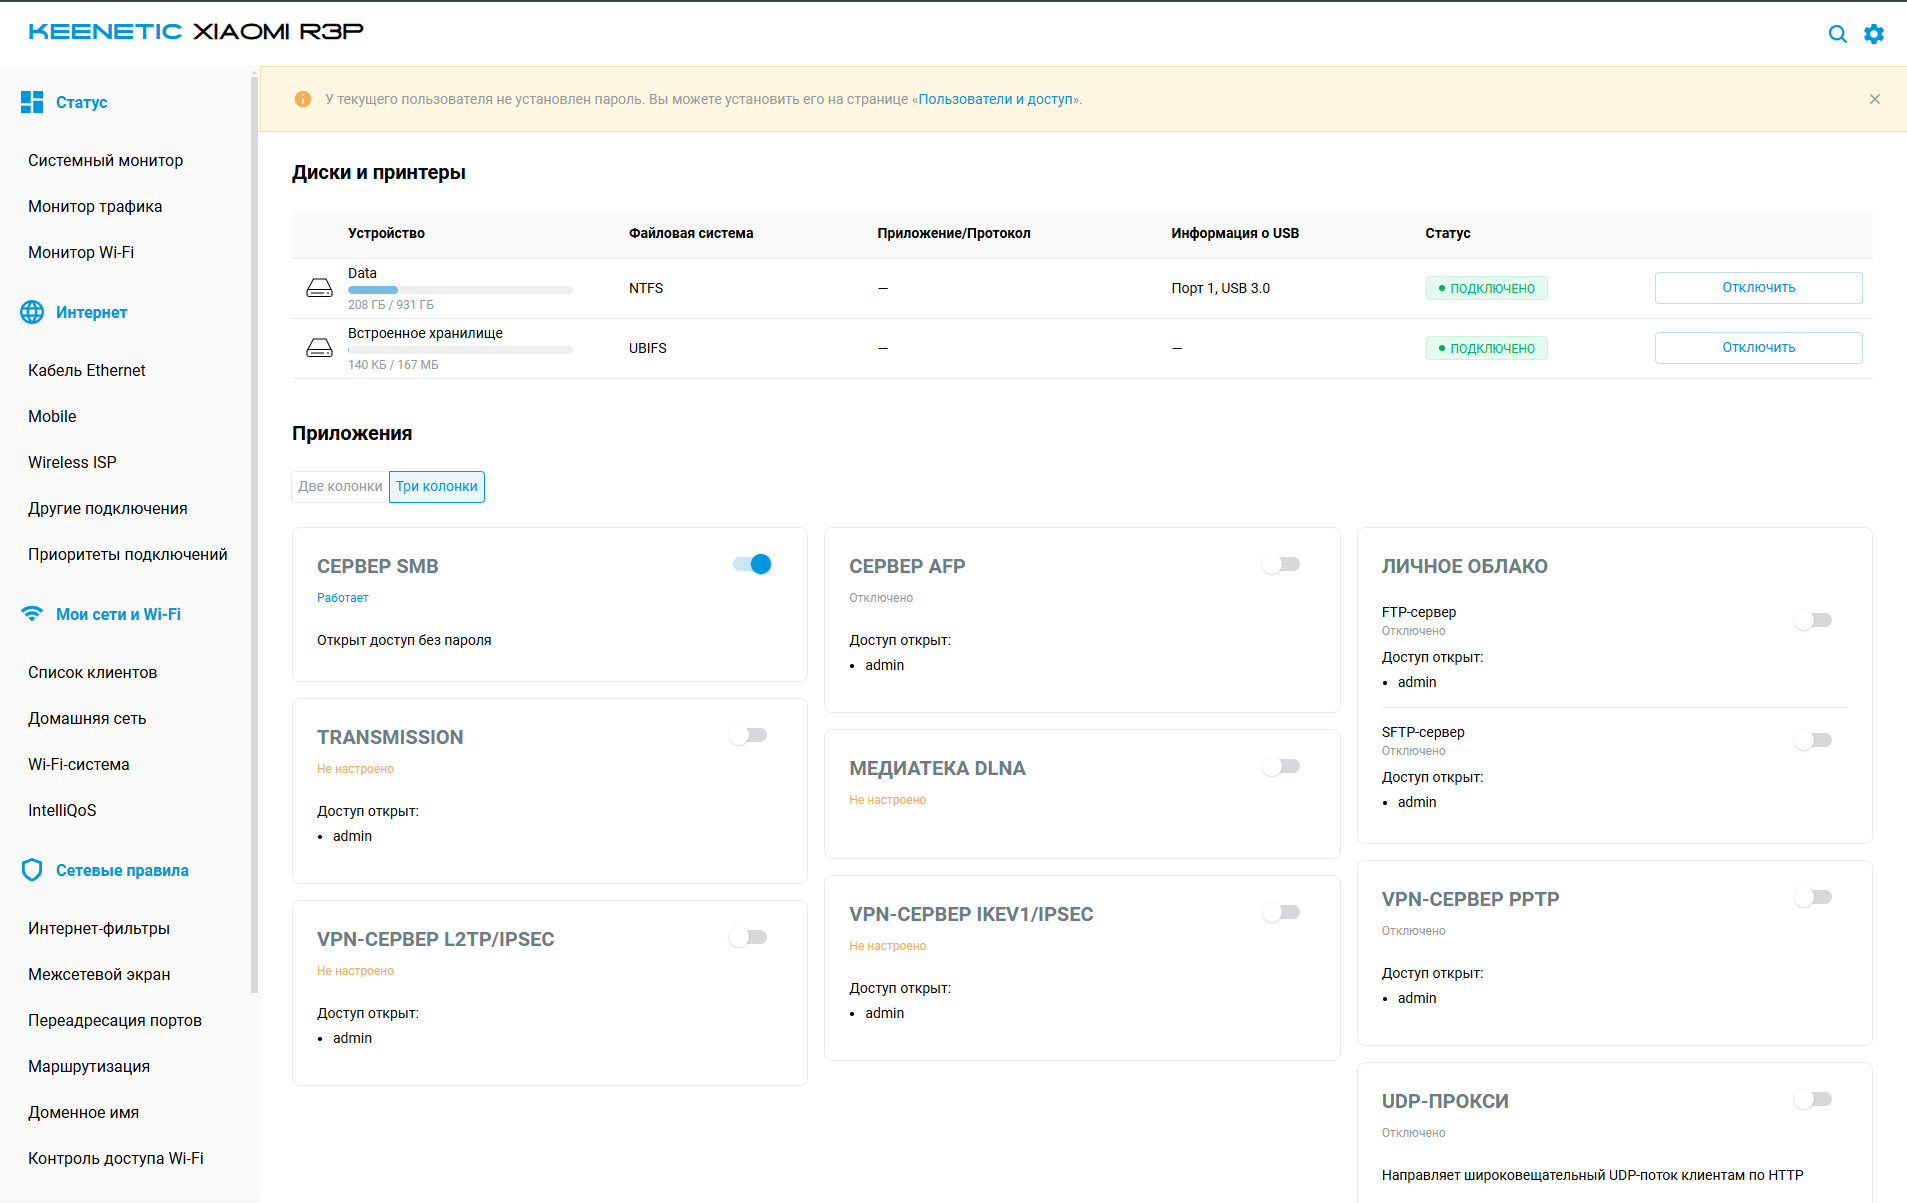 KEENETIC XIAOMI R3P
Статус
Системный монитор
Монитор трафика
Монитор Wi-Fi
Интернет
Кабель Ethernet
Mobile
Wireless ISP
Другие подключения
Приоритеты подключений
Мои сети и Wi-Fi
Список клиентов
Домашняя сеть
Wi-Fi-система
IntelliQoS
Сетевые правила
Интернет-фильтры
Межсетевой экран
Переадресация портов
Маршрутизация
Доменное имя
Контроль доступа Wi-Fi
У текущего пользователя не установлен пароль. Вы можете установить его на странице «Пользователи и доступ».
Диски и принтеры
Устройство Файловая система Приложение/Протокол Информация о USB Статус
Data
208 ГБ / 931 ГБ
NTFS — Порт 1, USB 3.0 ПОДКЛЮЧЕНО Отключить
Встроенное хранилище
140 КБ / 167 МБ
UBIFS — — ПОДКЛЮЧЕНО Отключить
Приложения
Две колонки Три колонки
СЕРВЕР SMB
Работает
Открыт доступ без пароля
TRANSMISSION
Не настроено
Доступ открыт:
• admin
VPN-СЕРВЕР L2TP/IPSEC
Не настроено
Доступ открыт:
• admin
СЕРВЕР AFP
Отключено
Доступ открыт:
• admin
МЕДИАТЕКА DLNA
Не настроено
VPN-СЕРВЕР IKEV1/IPSEC
Не настроено
Доступ открыт:
• admin
ЛИЧНОЕ ОБЛАКО
FTP-сервер
Отключено
Доступ открыт:
• admin
SFTP-сервер
Отключено
Доступ открыт:
• admin
VPN-СЕРВЕР PPTP
Отключено
Доступ открыт:
• admin
UDP-ПРОКСИ
Отключено
Направляет широковещательный UDP-поток клиентам по HTTP